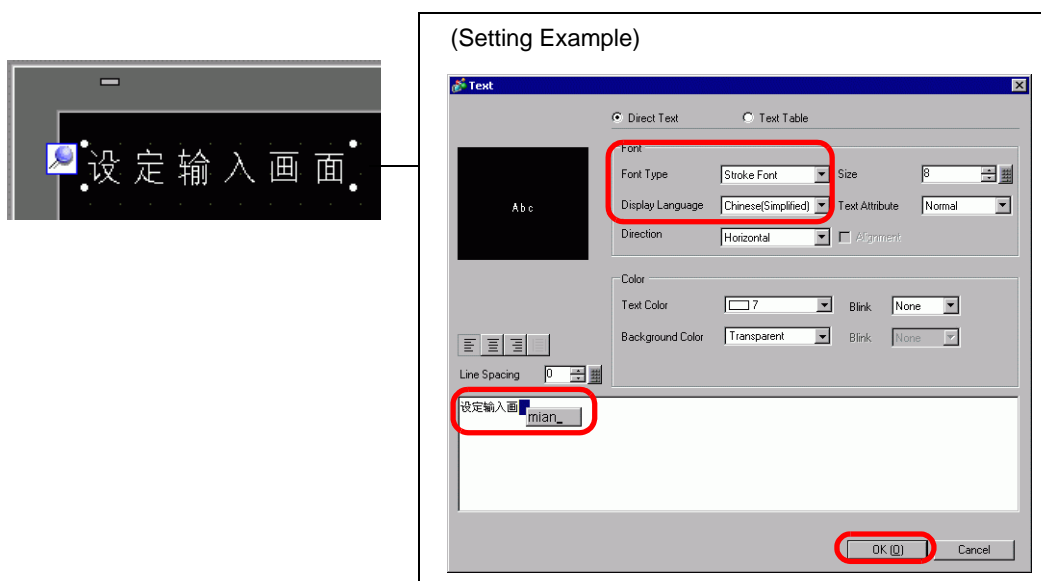 (Setting Example)
设定输入画面
Text
Direct Text Text Table
Font
Font Type Stroke Font Size 8
Display Language Chinese(Simplified) Text Attribute Normal
Direction Horizontal Alignment
Abc
Color
Text Color 7 Blink None
Background Color Transparent Blink None
Line Spacing 0
设定输入画 mian_
OK (O) Cancel